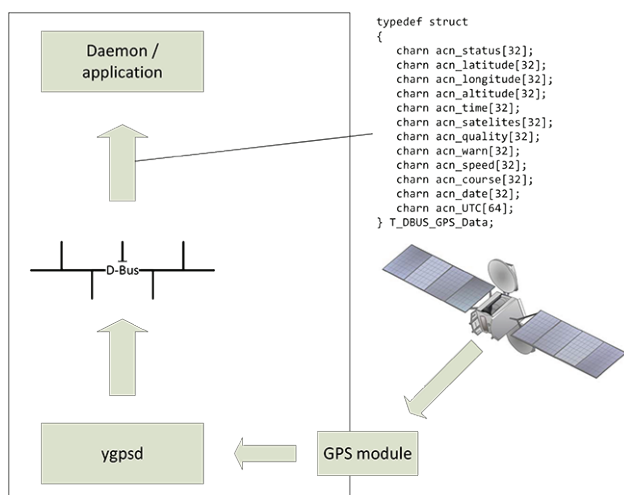 Daemon /
application
typedef struct
{
charn acn_status[32];
charn acn_latitude[32];
charn acn_longitude[32];
charn acn_altitude[32];
charn acn_time[32];
charn acn_satelites[32];
charn acn_quality[32];
charn acn_warn[32];
charn acn_speed[32];
charn acn_course[32];
charn acn_date[32];
charn acn_UTC[64];
} T_DBUS_GPS_Data;
D-Bus
ygpsd
GPS module